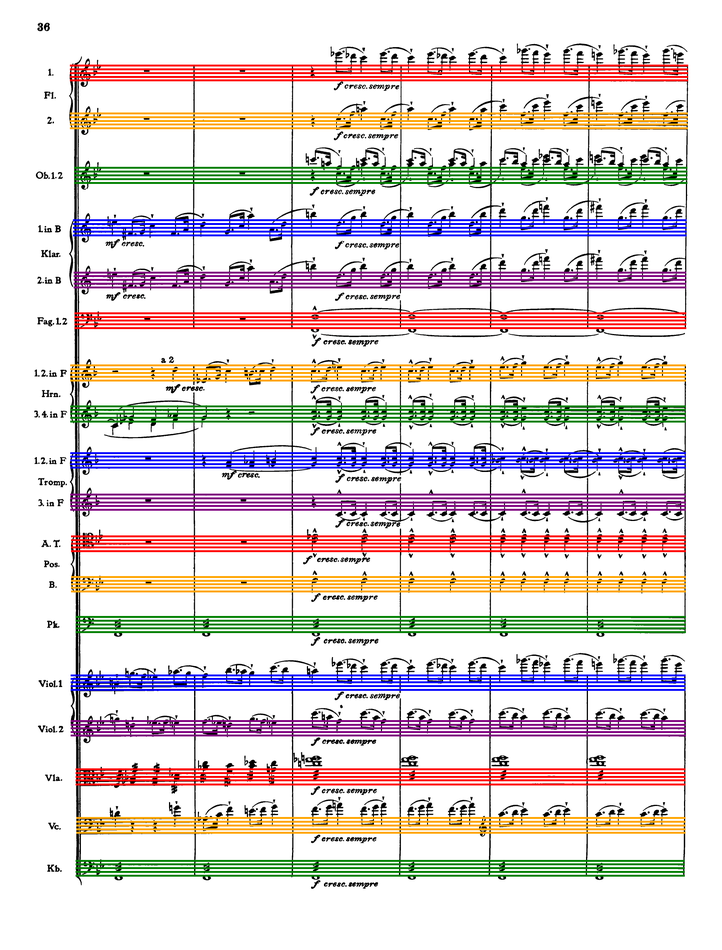 36
1.
f cresc. sempre
Fl.
2.
f cresc. sempre
Ob.1.2
f cresc. sempre
1.in B
mf cresc.
f cresc. sempre
Klar.
2.in B
mf cresc.
f cresc. sempre
Fag.1.2
f cresc. sempre
a 2
1.2. in F
mf cresc.
f cresc. sempre
Hrn.
3.4. in F
f cresc. sempre
1.2. in F
mf cresc.
f cresc. sempre
Tromp.
3. in F
f cresc. sempre
A. T.
f cresc. sempre
Pos.
B.
f cresc. sempre
Pk.
f cresc. sempre
Viol.1
f cresc. sempre
Viol.2
f cresc. sempre
Vla.
f cresc. sempre
Vc.
f cresc. sempre
Kb.
f cresc. sempre